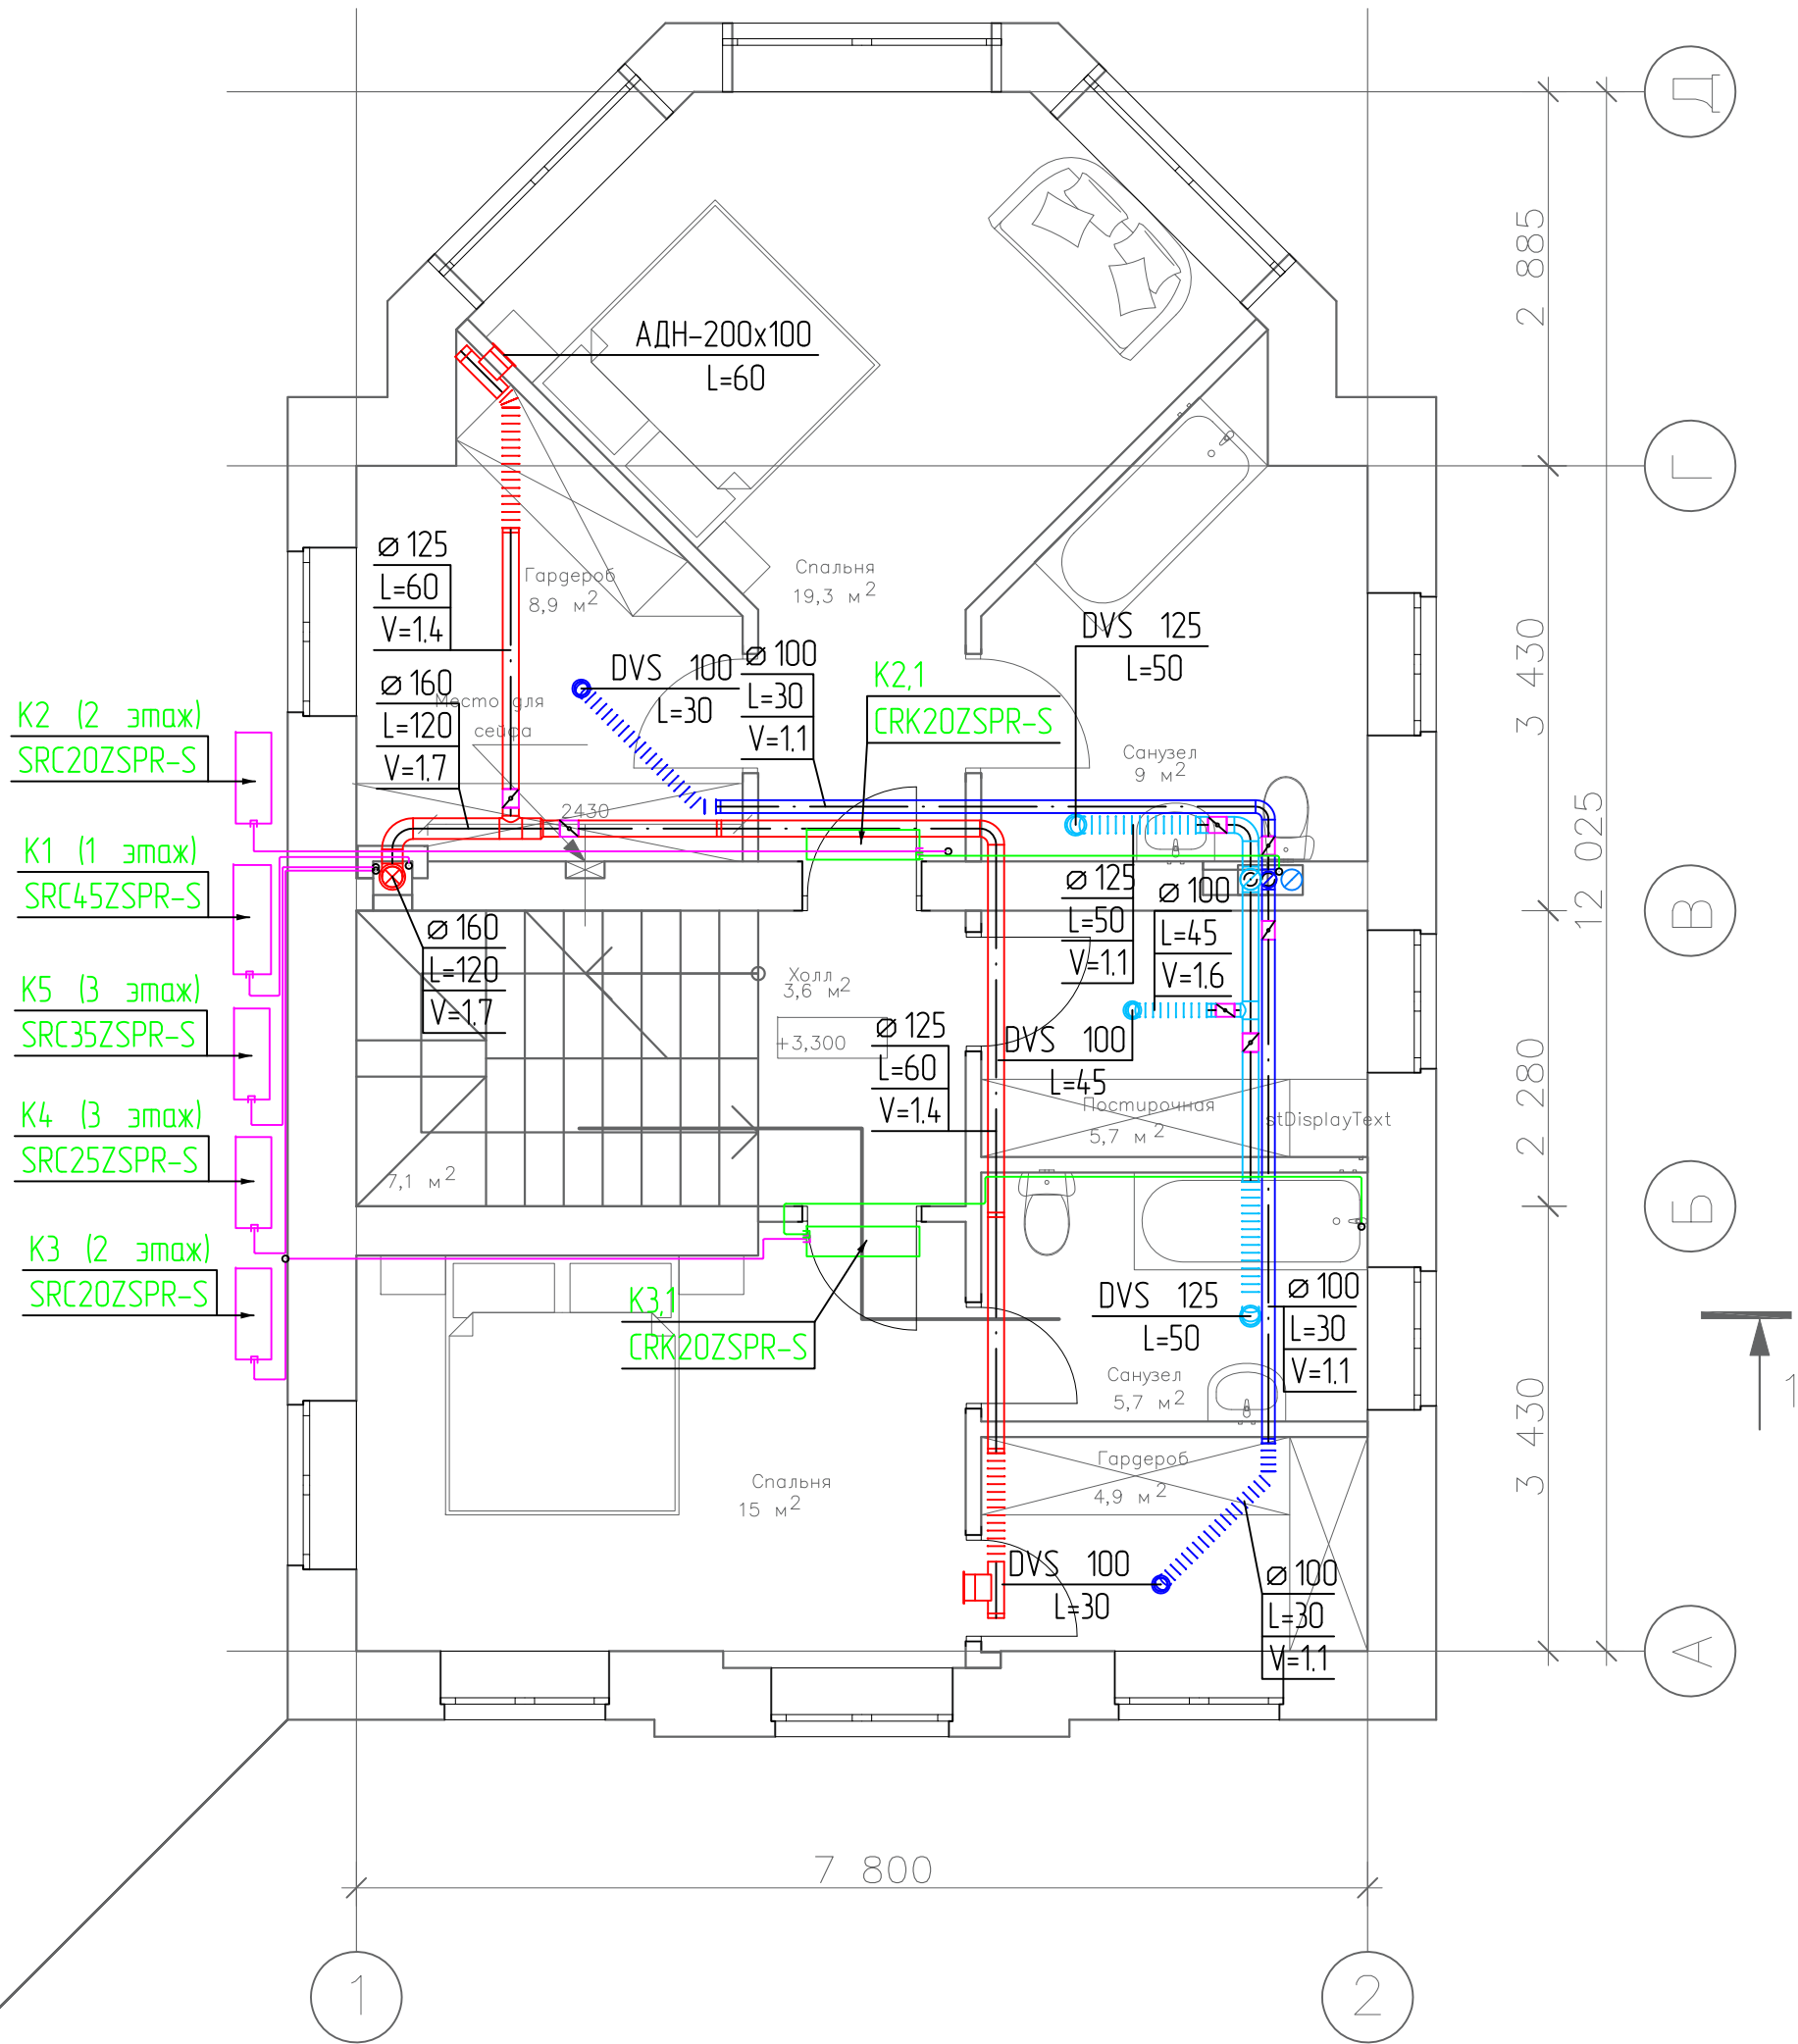 Д
2 885
АДН-200х100
L=60
Г
Ø 125
L=60
V=1.4
Гардероб
8,9 м2
Спальня
19,3 м2
DVS 125
L=50
3 430
DVS 100
L=30
Ø 100
L=30
V=1.1
K2,1
CRK20ZSPR-S
Ø 160
L=120
V=1.7
Место для
сейфа
K2 (2 этаж)
SRC20ZSPR-S
Санузел
9 м2
2430
12 025
K1 (1 этаж)
SRC45ZSPR-S
Ø 125
L=50
V=1.1
Ø 100
L=45
V=1.6
В
Ø 160
L=120
V=1.7
Холл
3,6 м2
K5 (3 этаж)
SRC35ZSPR-S
+3,300
Ø 125
L=60
V=1.4
DVS 100
L=45
2 280
K4 (3 этаж)
SRC25ZSPR-S
Постирочная
5,7 м2
stDisplayText
7,1 м2
Б
K3 (2 этаж)
SRC20ZSPR-S
K3,1
CRK20ZSPR-S
DVS 125
L=50
Ø 100
L=30
V=1.1
1
Санузел
5,7 м2
3 430
Гардероб
4,9 м2
Спальня
15 м2
DVS 100
L=30
Ø 100
L=30
V=1.1
А
7 800
1
2